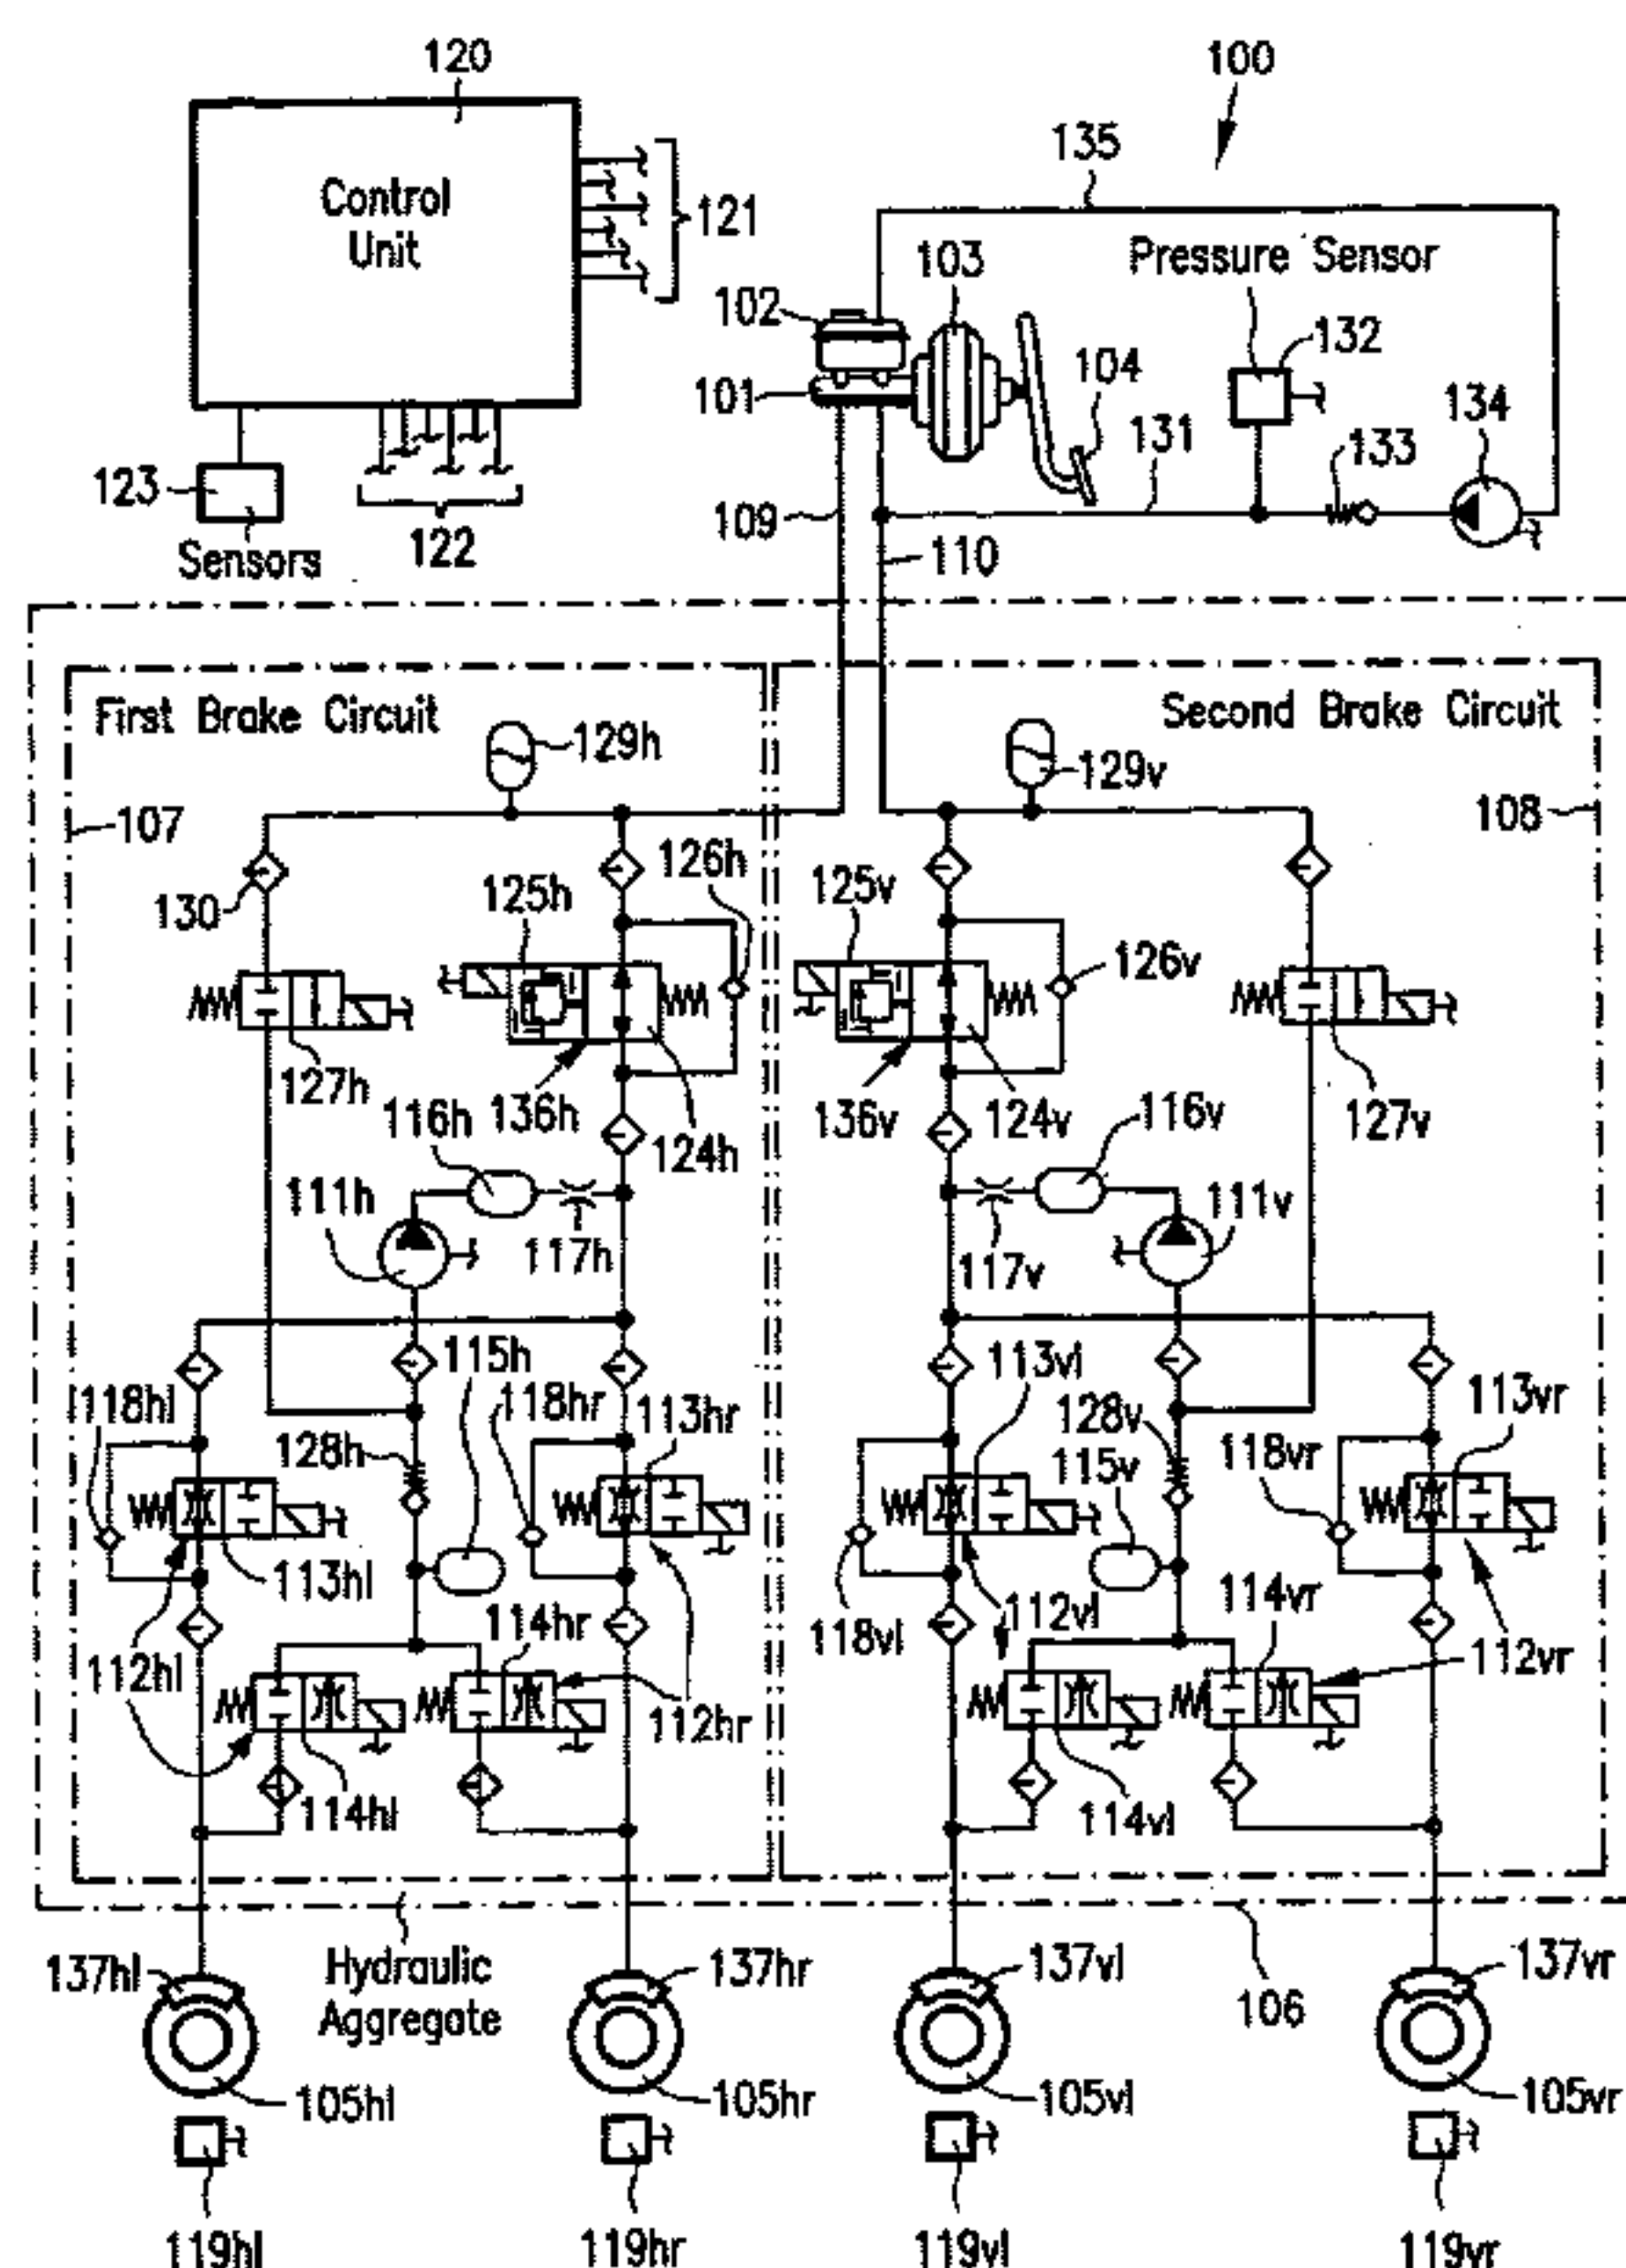 120
100
135
Control
Unit
121
103
Pressure Sensor
102
132
104
101
134
131
133
123
109
122
110
Sensors
First Brake Circuit
Second Brake Circuit
129h
129v
107
108
126h
125h
125v
130
126v
127h
136h
116h
124h
136v
124v
116v
127v
111h
111v
117h
117v
115h
113vl
118hl
118hr
113hr
128v
113vr
128h
115v
118vr
113hl
114hr
112vl
114vr
118vl
112hl
112hr
112vr
114hl
114vl
137hl
Hydraulic
Aggregate
137hr
137vl
106
137vr
105hl
105hr
105vl
105vr
119hl
119hr
119vl
119vr